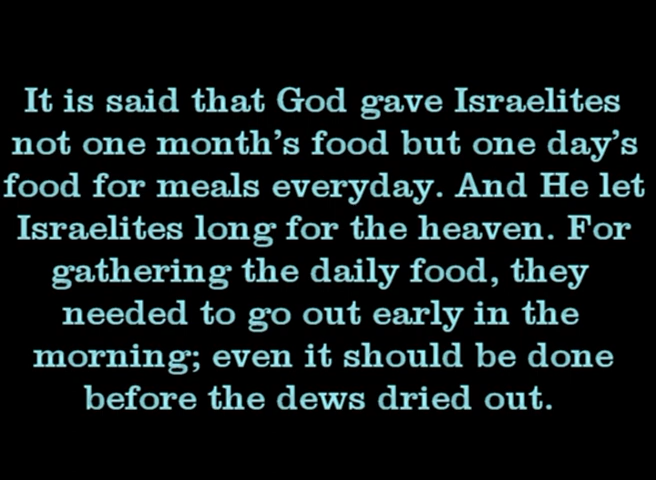 It is said that God gave Israelites
not one month's food but one day's
food for meals everyday. And He let
Israelites long for the heaven. For
gathering the daily food, they
needed to go out early in the
morning; even it should be done
before the dews dried out.